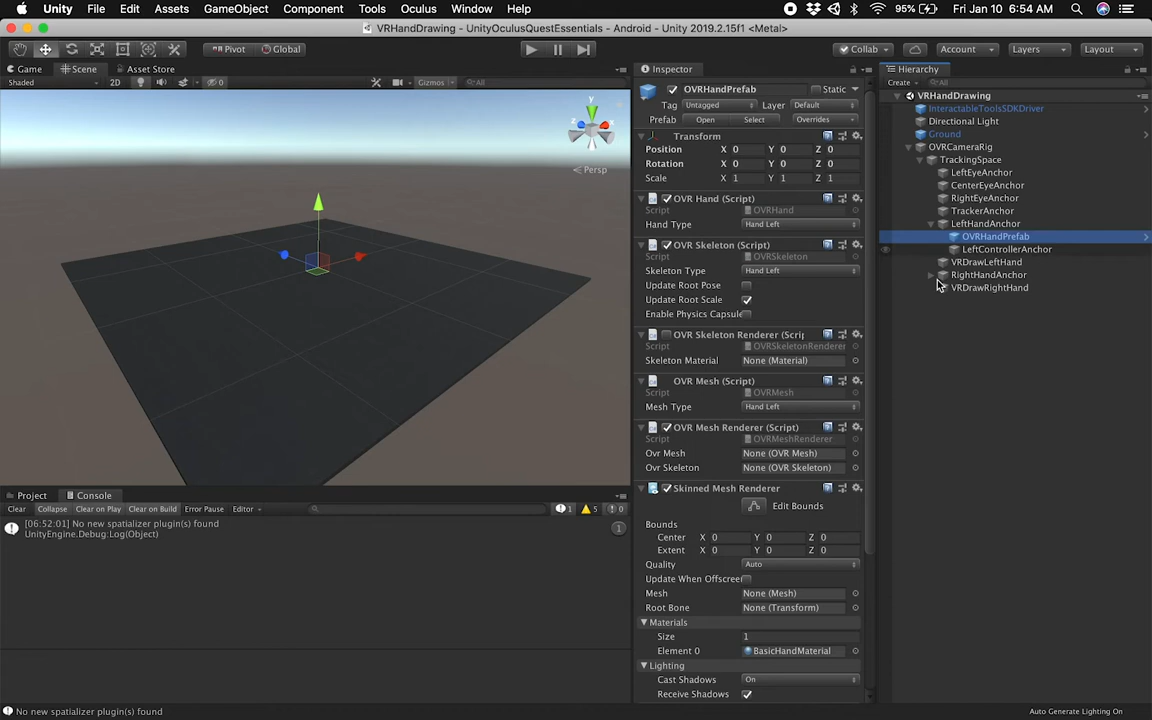 Unity File Edit Assets GameObject Component Tools Oculus Window Help 95% Fri Jan 10 6:54 AM
VRHandDrawing - UnityOculusQuestEssentials - Android - Unity 2019.2.15f1 <Metal>
Pivot Global Collab Account Layers Layout
Game Scene Asset Store
Shaded 2D Gizmos All
y
x
z
Persp
Inspector
OVRHandPrefab Static
Tag Untagged Layer Default
Prefab Open Select Overrides
Transform
Position X 0 Y 0 Z 0
Rotation X 0 Y 0 Z 0
Scale X 1 Y 1 Z 1
OVR Hand (Script)
Script OVRHand
Hand Type Hand Left
OVR Skeleton (Script)
Script OVRSkeleton
Skeleton Type Hand Left
Update Root Pose
Update Root Scale
Enable Physics Capsule
OVR Skeleton Renderer (Scrip
Script OVRSkeletonRenderer
Skeleton Material None (Material)
OVR Mesh (Script)
Script OVRMesh
Mesh Type Hand Left
OVR Mesh Renderer (Script)
Script OVRMeshRenderer
Ovr Mesh None (OVR Mesh)
Ovr Skeleton None (OVR Skeleton)
Skinned Mesh Renderer
Edit Bounds
Bounds
Center X 0 Y 0 Z 0
Extent X 0 Y 0 Z 0
Quality Auto
Update When Offscreen
Mesh None (Mesh)
Root Bone None (Transform)
Materials
Size 1
Element 0 BasicHandMaterial
Lighting
Cast Shadows On
Receive Shadows
Hierarchy
Create All
VRHandDrawing
InteractableToolsSDKDriver
Directional Light
Ground
OVRCameraRig
TrackingSpace
LeftEyeAnchor
CenterEyeAnchor
RightEyeAnchor
TrackerAnchor
LeftHandAnchor
OVRHandPrefab
LeftControllerAnchor
VRDrawLeftHand
RightHandAnchor
VRDrawRightHand
Project Console
Clear Collapse Clear on Play Clear on Build Error Pause Editor 1 5 0
[06:52:01] No new spatializer plugin(s) found 1
UnityEngine.Debug:Log(Object)
No new spatializer plugin(s) found
Auto Generate Lighting On